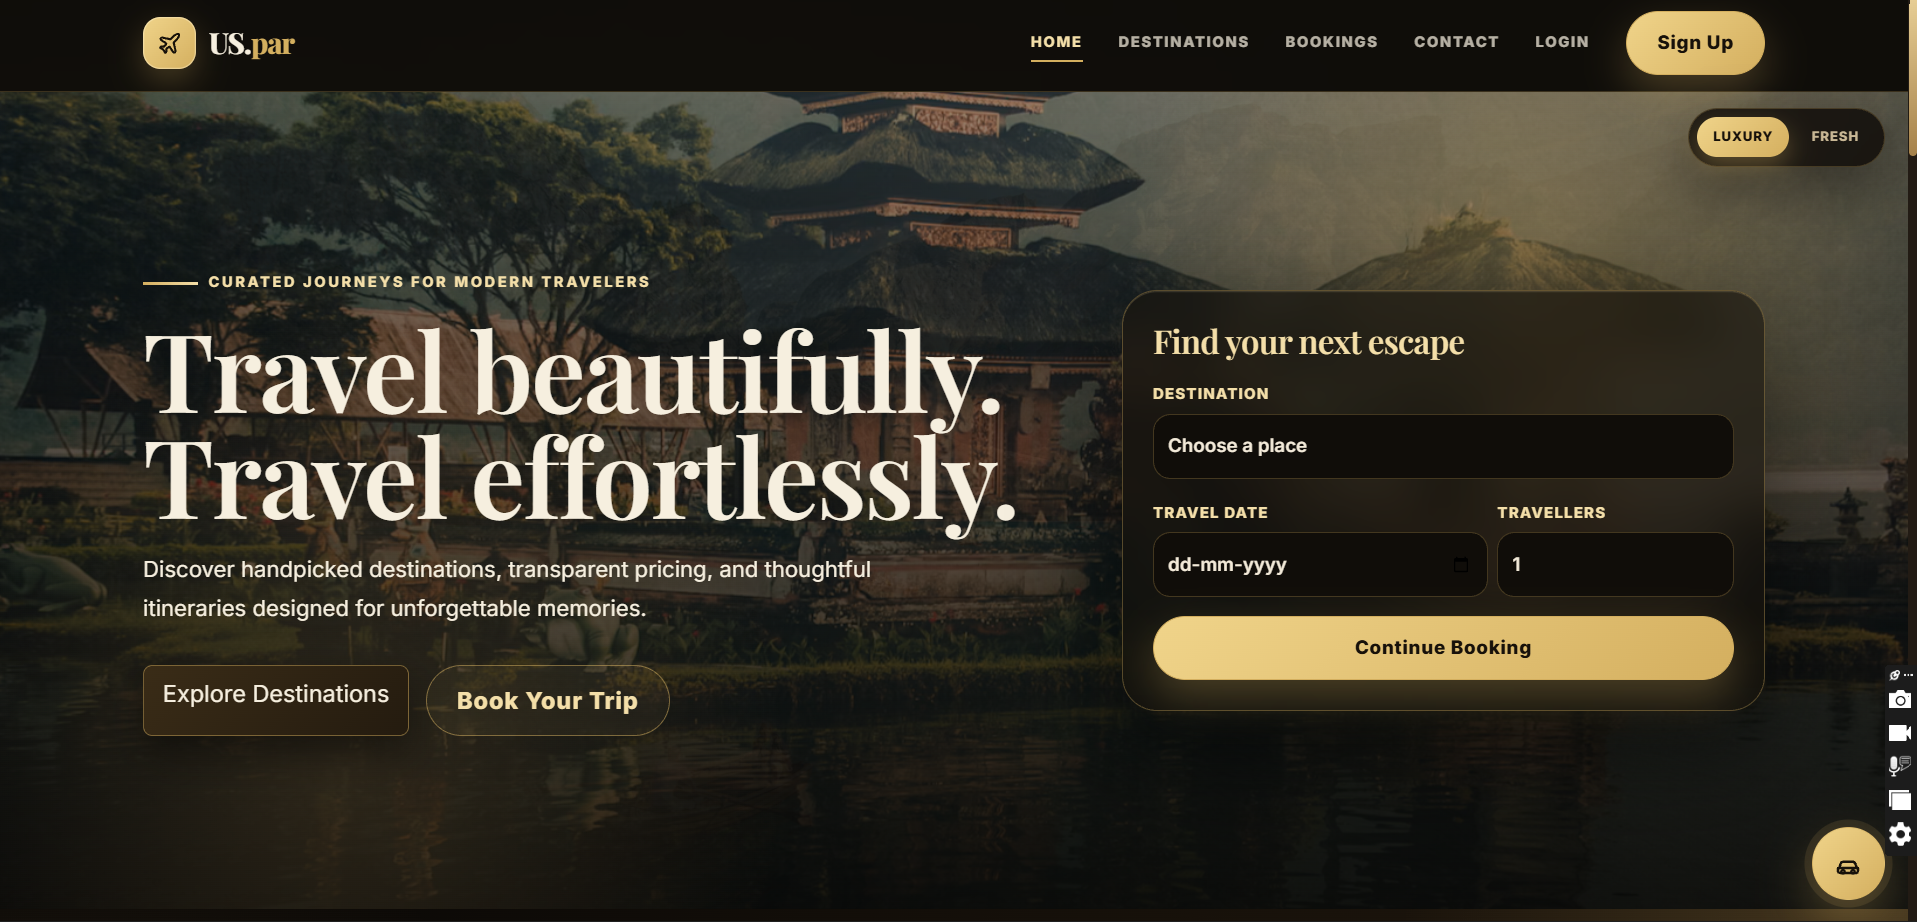 US.par
HOME
DESTINATIONS
BOOKINGS
CONTACT
LOGIN
Sign Up
LUXURY
FRESH
CURATED JOURNEYS FOR MODERN TRAVELERS
Travel beautifully.
Travel effortlessly.
Discover handpicked destinations, transparent pricing, and thoughtful
itineraries designed for unforgettable memories.
Explore Destinations
Book Your Trip
Find your next escape
DESTINATION
Choose a place
TRAVEL DATE
TRAVELLERS
dd-mm-yyyy
1
Continue Booking